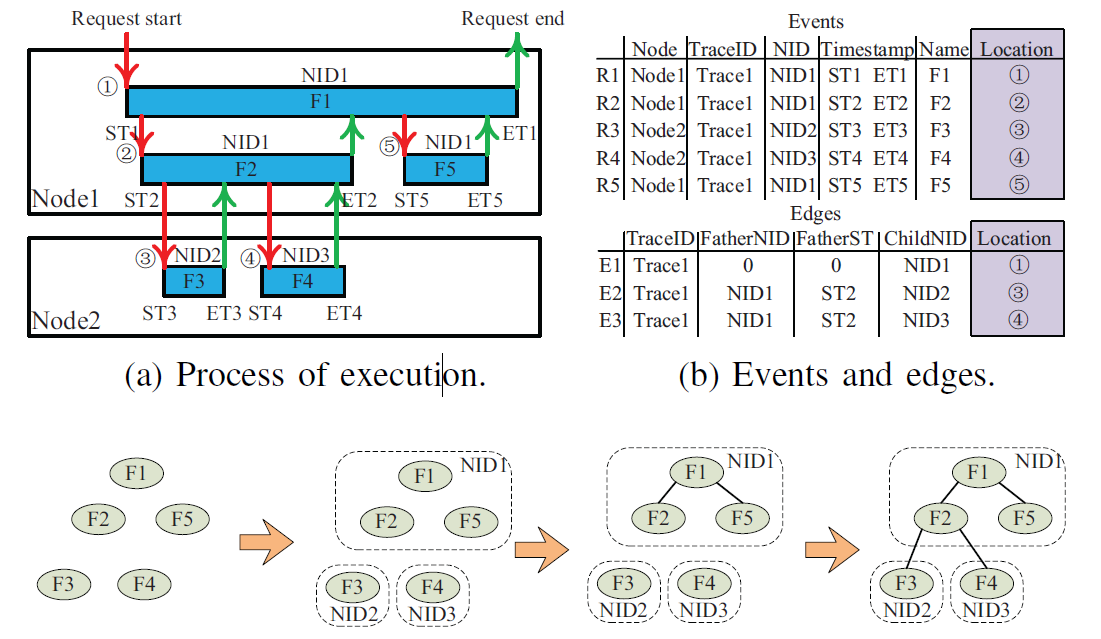 Request start
Request end
NID1
①
F1
ST1
ET1
②
NID1
⑤
NID1
F2
F5
Node1
ST2
ET2
ST5
ET5
③
NID2
④
NID3
F3
F4
ST3
ET3
ST4
ET4
Node2
(a) Process of execution.
Events
Node TraceID NID Timestamp Name Location
R1 Node1 Trace1 NID1 ST1 ET1 F1 ①
R2 Node1 Trace1 NID1 ST2 ET2 F2 ②
R3 Node2 Trace1 NID2 ST3 ET3 F3 ③
R4 Node2 Trace1 NID3 ST4 ET4 F4 ④
R5 Node1 Trace1 NID1 ST5 ET5 F5 ⑤
Edges
TraceID FatherNID FatherST ChildNID Location
E1 Trace1 0 0 NID1 ①
E2 Trace1 NID1 ST2 NID2 ③
E3 Trace1 NID1 ST2 NID3 ④
(b) Events and edges.
F1
F2 F5
F3 F4
F1 NID1
F2 F5
F3 F4
NID2 NID3
F1 NID1
F2 F5
F3 F4
NID2 NID3
F1 NID1
F2 F5
F3 F4
NID2 NID3